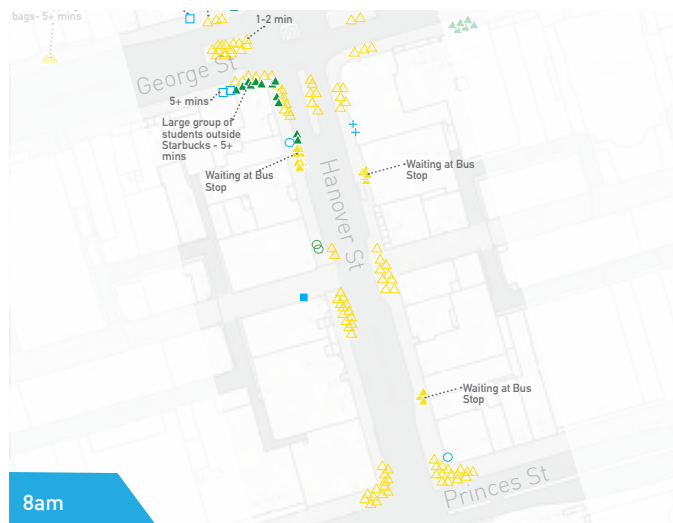 bags- 5+ mins
1-2 min
George St
5+ mins
Large group of
students outside
Starbucks - 5+
mins
Waiting at Bus
Stop
Waiting at Bus
Stop
Hanover St
Waiting at Bus
Stop
Princes St
8am